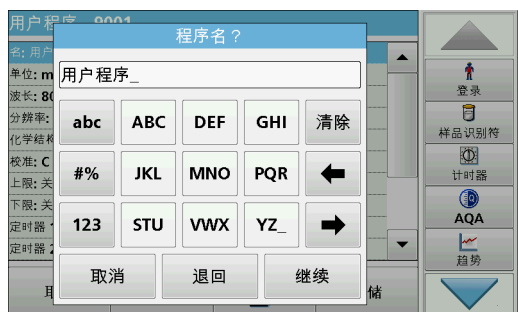 用户程序 9001
程序名？
名: 用户
单位: m
波长: 80
分辨率:
化学结构
校准: C
上限: 关
下限: 关
定时器 1
定时器 2
用户程序_
abc ABC DEF GHI 清除
#% JKL MNO PQR
123 STU VWX YZ_
取消 退回 继续
储
登录
样品识别符
计时器
AQA
趋势